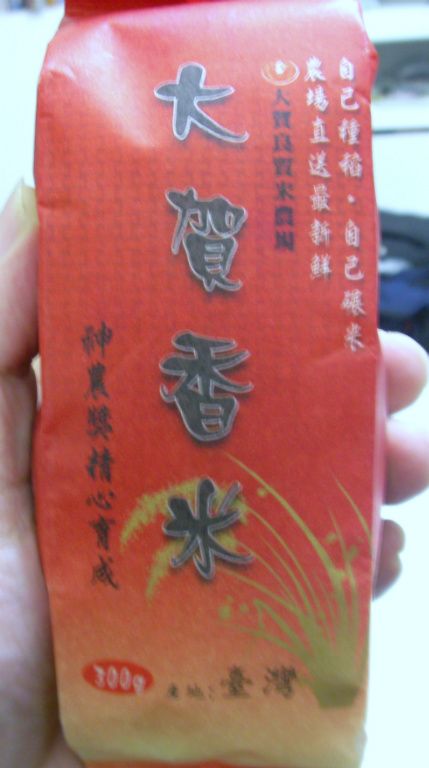 自己種稻．自己碾米
農場直送最新鮮
大賀良質米農場
大賀香米
神農獎精心育成
300g
產地：臺灣